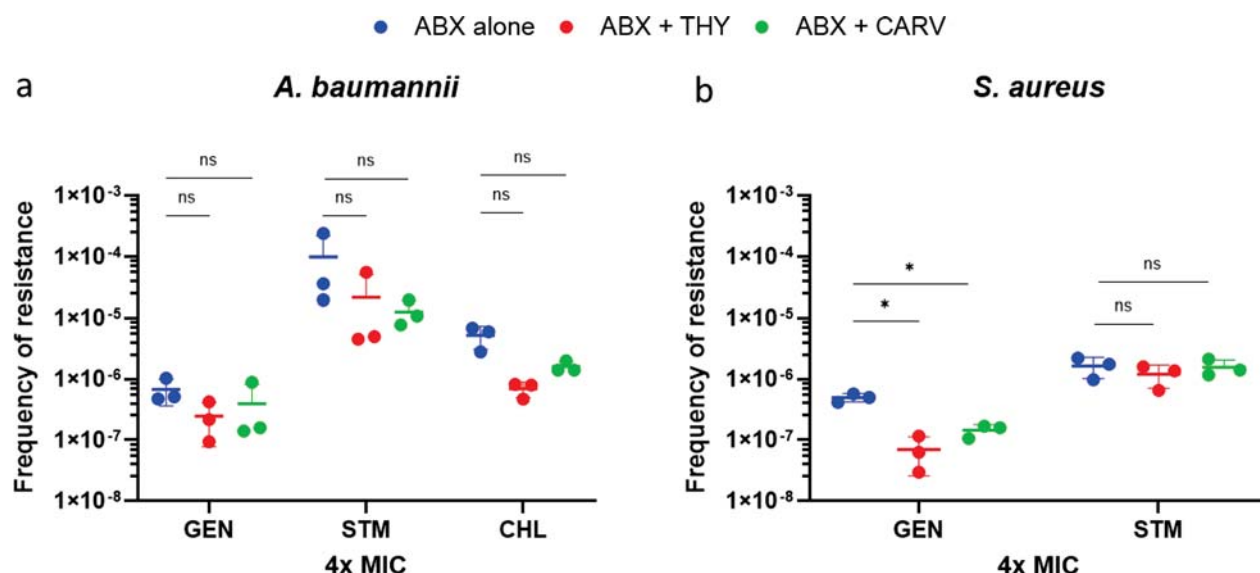 ABX alone ABX + THY ABX + CARV
a A. baumannii
ns
ns
ns
ns
ns
ns
Frequency of resistance
1×10⁻³
1×10⁻⁴
1×10⁻⁵
1×10⁻⁶
1×10⁻⁷
1×10⁻⁸
GEN STM CHL
4x MIC
b S. aureus
*
*
ns
ns
Frequency of resistance
1×10⁻³
1×10⁻⁴
1×10⁻⁵
1×10⁻⁶
1×10⁻⁷
1×10⁻⁸
GEN STM
4x MIC